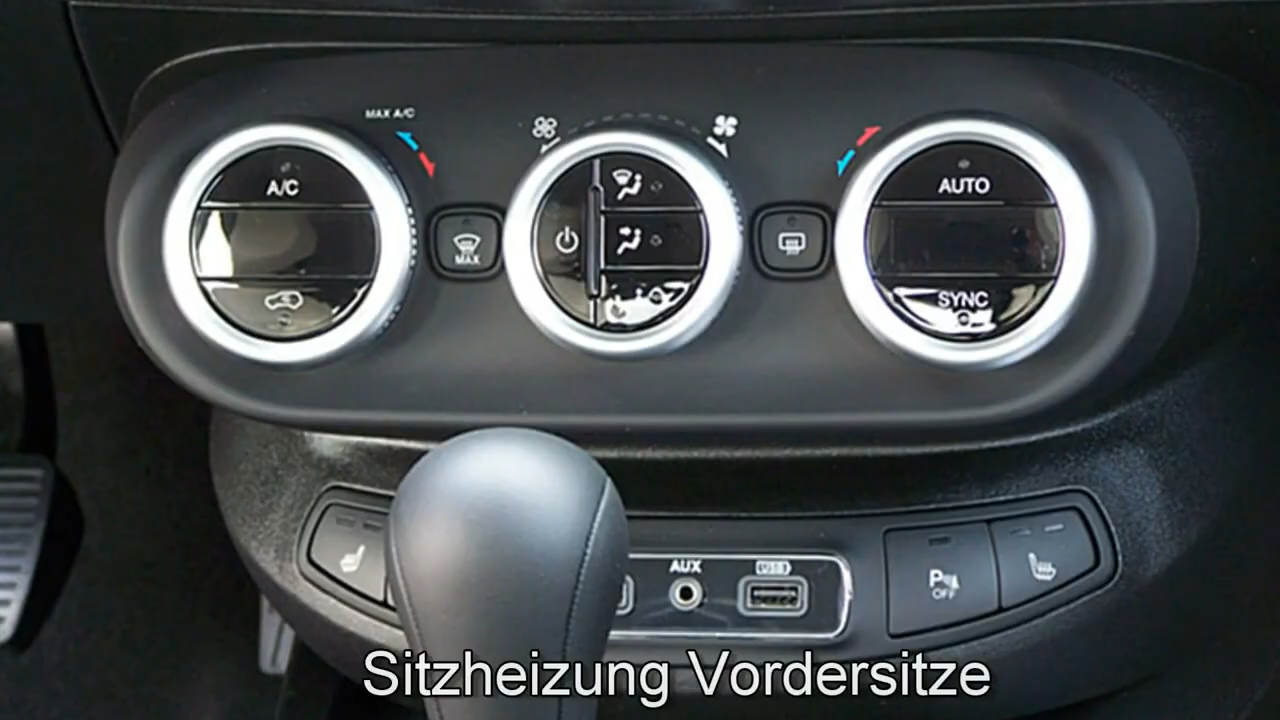 MAX A/C
A/C
AUTO
MAX
SYNC
AUX
USB
P
OFF
Sitzheizung Vordersitze